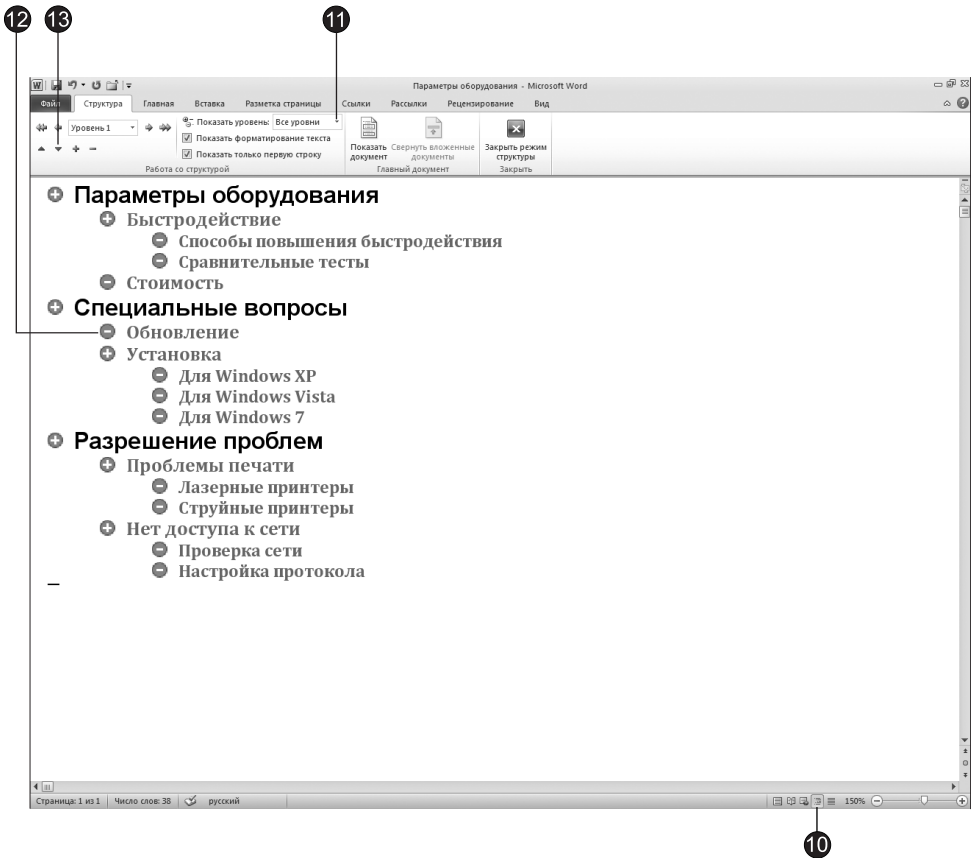 12 13 11
W Параметры оборудования - Microsoft Word
Файл Структура Главная Вставка Разметка страницы Ссылки Рассылки Рецензирование Вид
Уровень 1
Показать уровень: Все уровни
Показать форматирование текста
Показать только первую строку
Работа со структурой
Показать документ
Свернуть вложенные документы
Главный документ
Закрыть режим структуры
Закрыть
Параметры оборудования
Быстродействие
Способы повышения быстродействия
Сравнительные тесты
Стоимость
Специальные вопросы
Обновление
Установка
Для Windows XP
Для Windows Vista
Для Windows 7
Разрешение проблем
Проблемы печати
Лазерные принтеры
Струйные принтеры
Нет доступа к сети
Проверка сети
Настройка протокола
Страница: 1 из 1 Число слов: 38 русский 150%
10